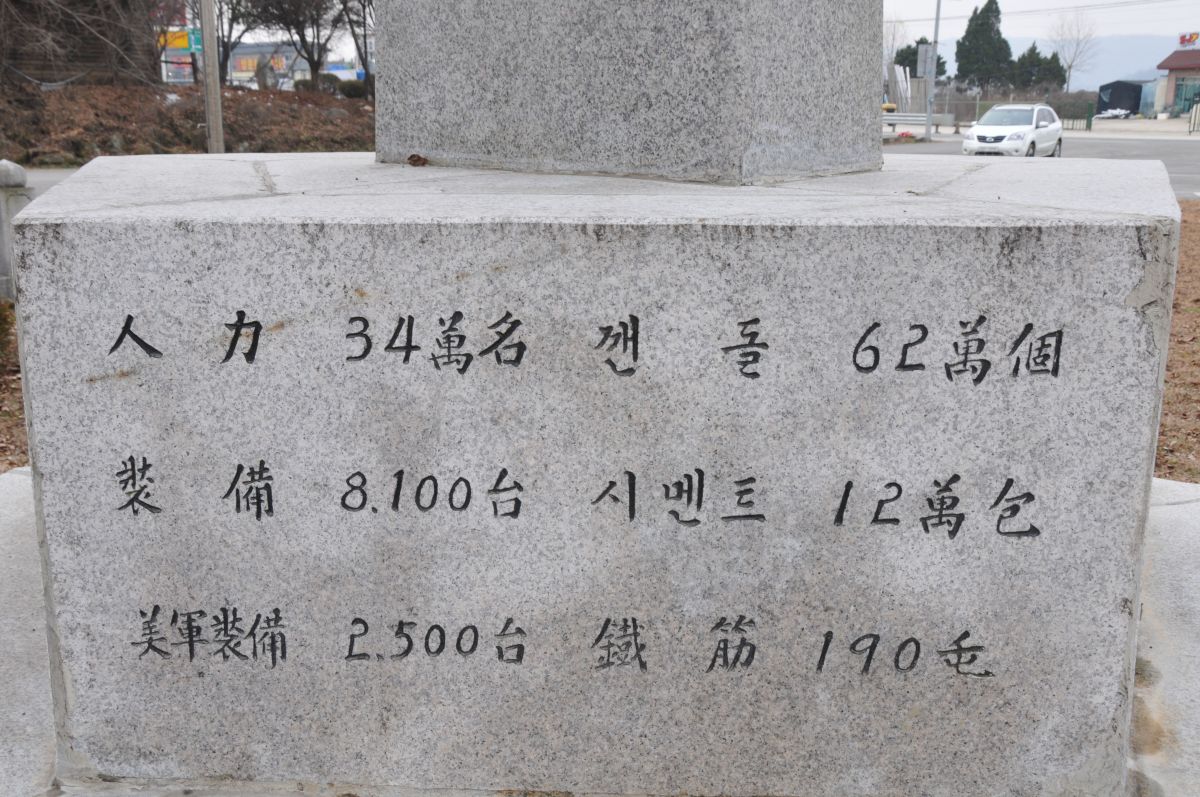 人力 34萬名 깬돌 62萬個
裝備 8.100台 시멘트 12萬包
美軍裝備 2.500台 鐵筋 190屯